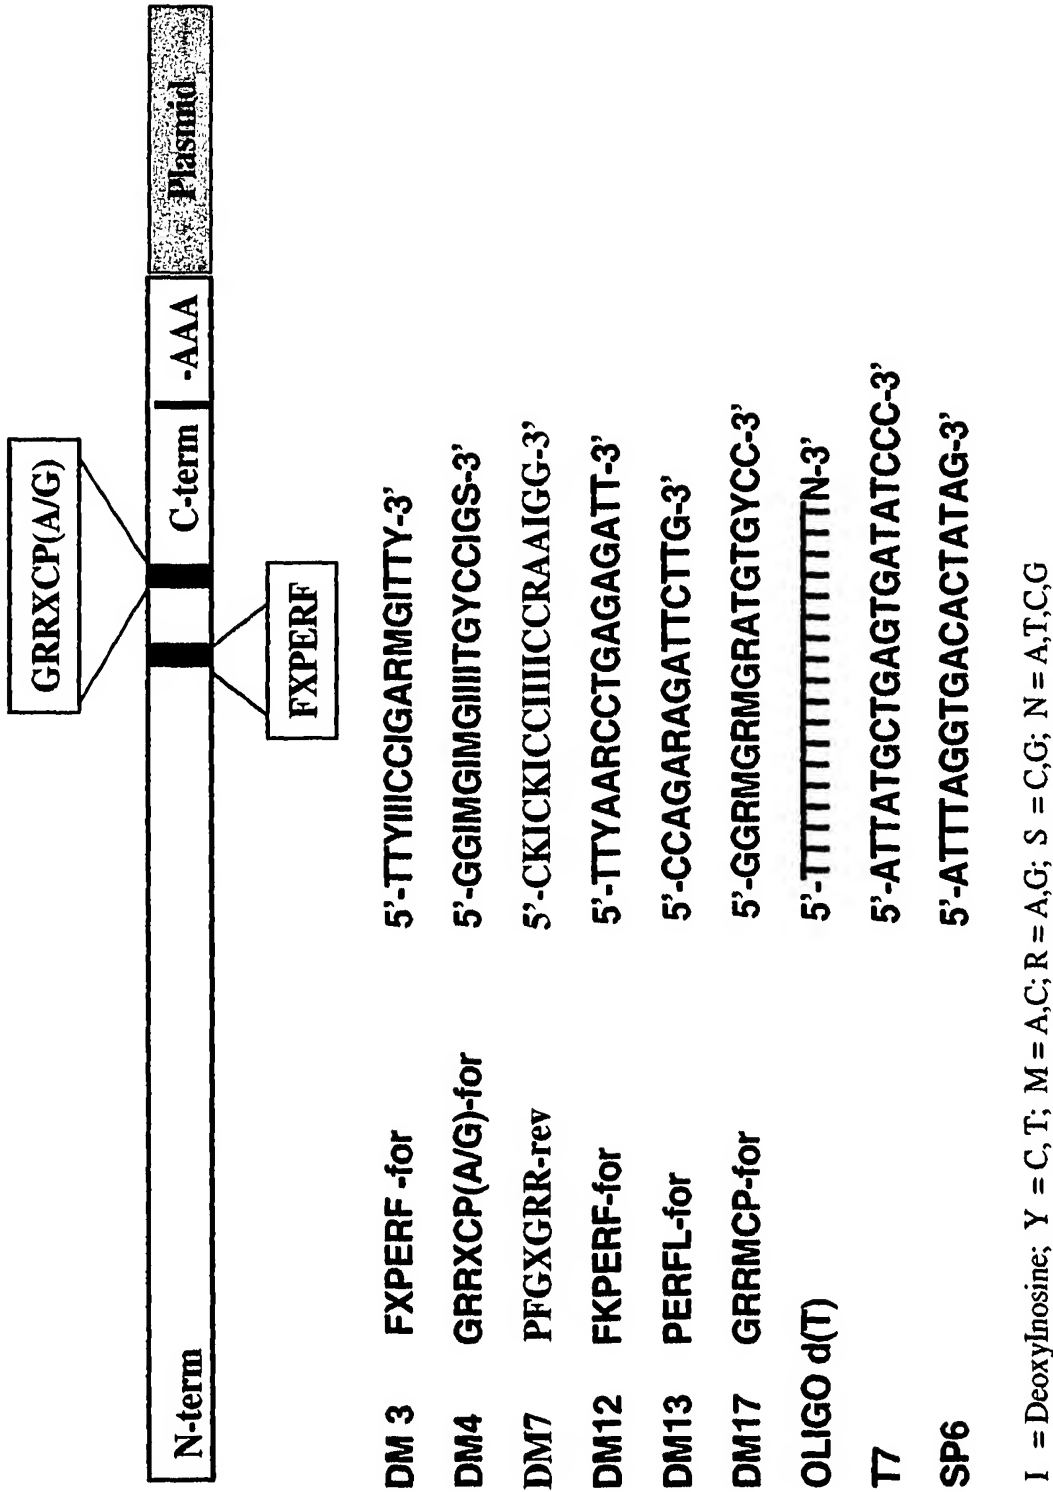 GRRXCP(A/G)
N-term
C-term
-AAA
Plasmid
FXPERF
DM 3 FXPERF -for 5'-TTYIIICCIGARMGITTY-3'
DM4 GRRXCP(A/G)-for 5'-GGIMGIMGIIIITGYCCIGS-3'
DM7 PFGXGRR-rev 5'-CKICKICCIIIICCRAAIGG-3'
DM12 FKPERF-for 5'-TTYAARCCTGAGAGATT-3'
DM13 PERFL-for 5'-CCAGARAGATTCTTG-3'
DM17 GRRMCP-for 5'-GGRMGRMGRATGTGYCC-3'
OLIGO d(T) 5'-TTTTTTTTTTTTTTTTTN-3'
T7 5'-ATTATGCTGAGTGATATCCC-3'
SP6 5'-ATTTAGGTGACACTATAG-3'
I = DeoxyInosine; Y = C, T; M = A,C; R = A,G; S = C,G; N = A,T,C,G